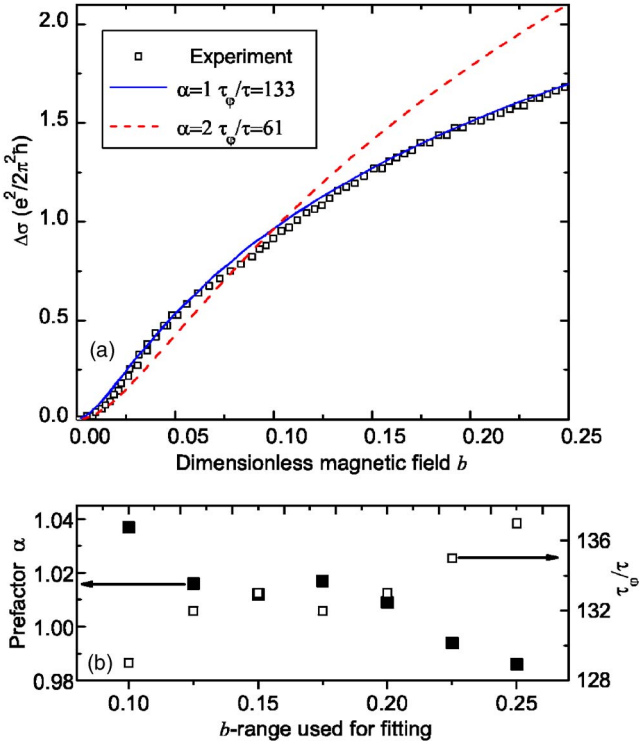 2.0
1.5
1.0
0.5
0.0
Δσ (e²/2π²ħ)
Experiment
α=1 τφ/τ=133
α=2 τφ/τ=61
(a)
0.00 0.05 0.10 0.15 0.20 0.25
Dimensionless magnetic field b
1.04
1.02
1.00
0.98
Prefactor α
(b)
136
132
128
τφ/τ
0.10 0.15 0.20 0.25
b-range used for fitting